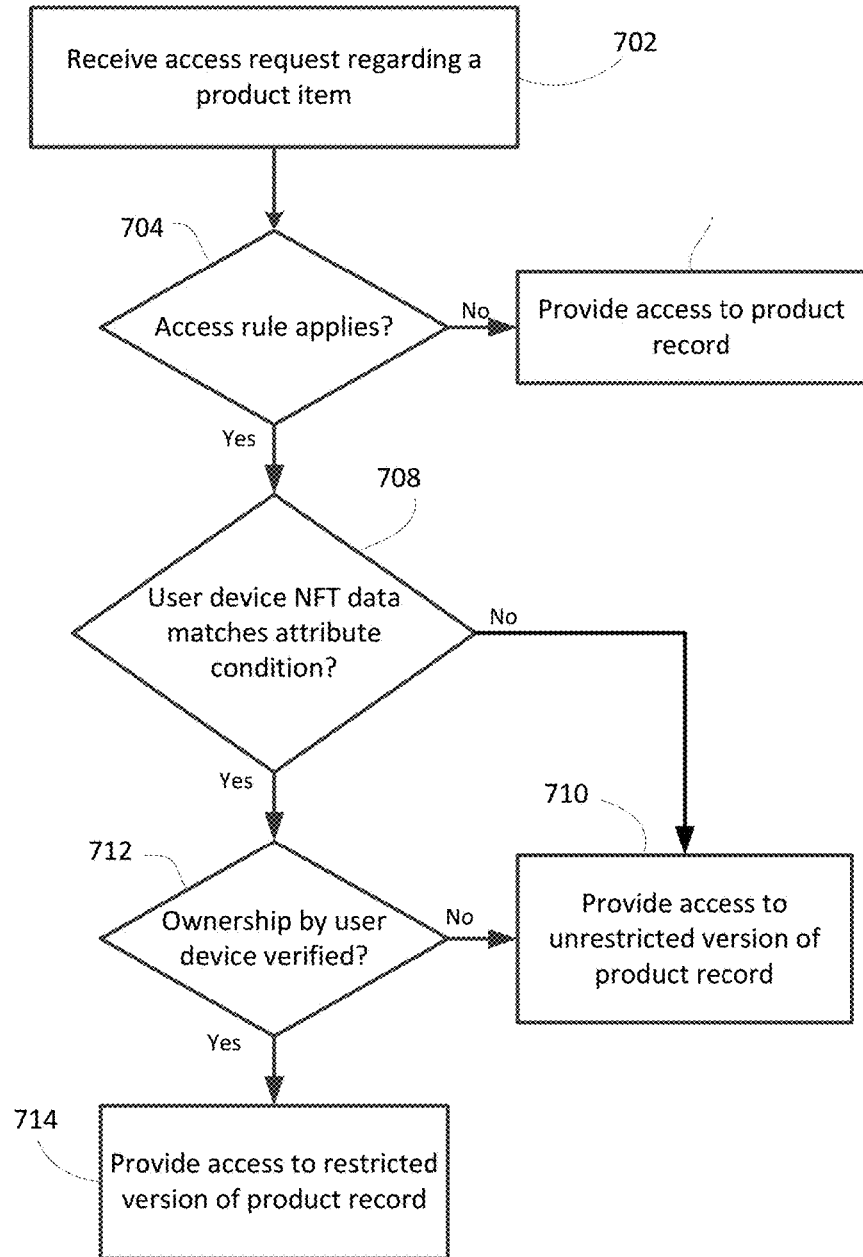 Receive access request regarding a
product item
702
704
Access rule applies?
No
Provide access to product
record
Yes
708
User device NFT data
matches attribute
condition?
No
Yes
710
712
Ownership by user
device verified?
No
Provide access to
unrestricted version of
product record
Yes
714
Provide access to restricted
version of product record